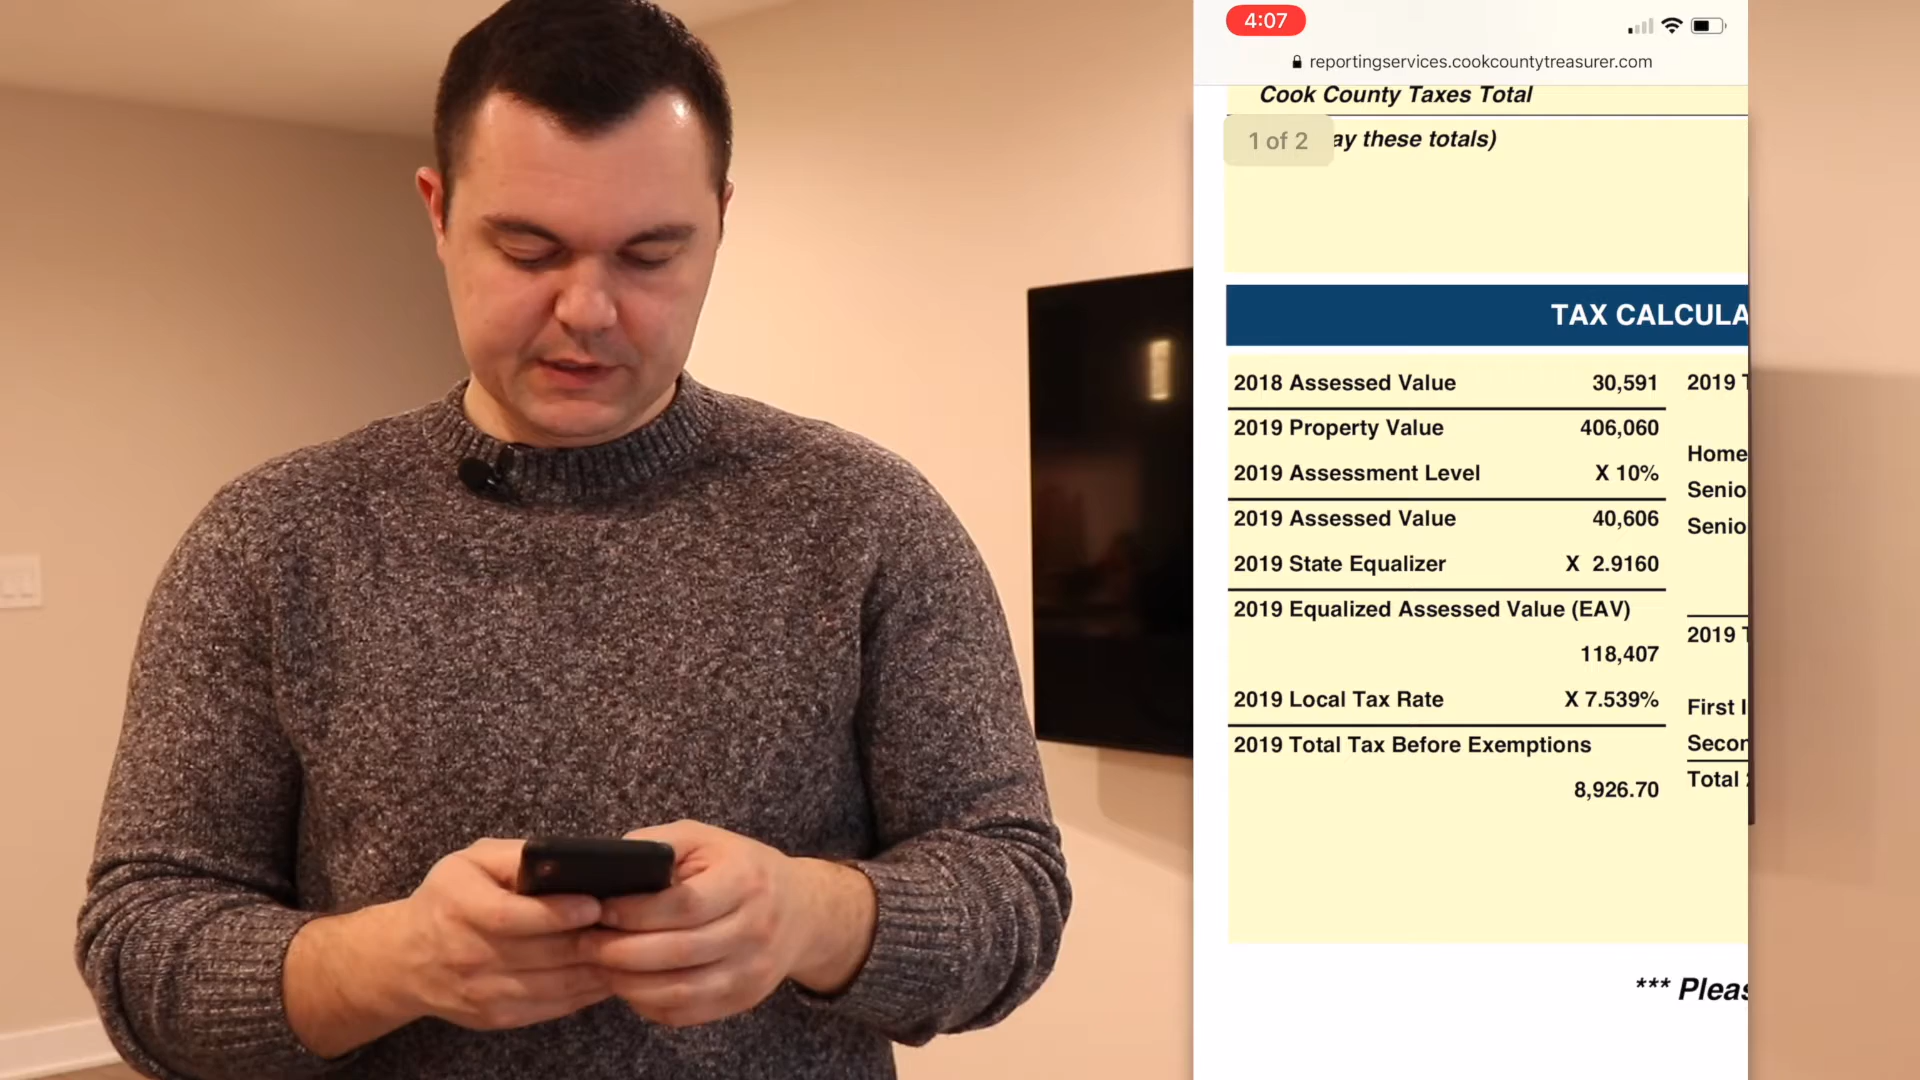 4:07
reportingservices.cookcountytreasurer.com
Cook County Taxes Total
1 of 2 ay these totals)
TAX CALCULA
2018 Assessed Value 30,591
2019 Property Value 406,060
2019 Assessment Level X 10%
2019 Assessed Value 40,606
2019 State Equalizer X 2.9160
2019 Equalized Assessed Value (EAV)
118,407
2019 Local Tax Rate X 7.539%
2019 Total Tax Before Exemptions
8,926.70
2019 T
Home
Senio
Senio
2019 T
First I
Secon
Total 2
*** Pleas